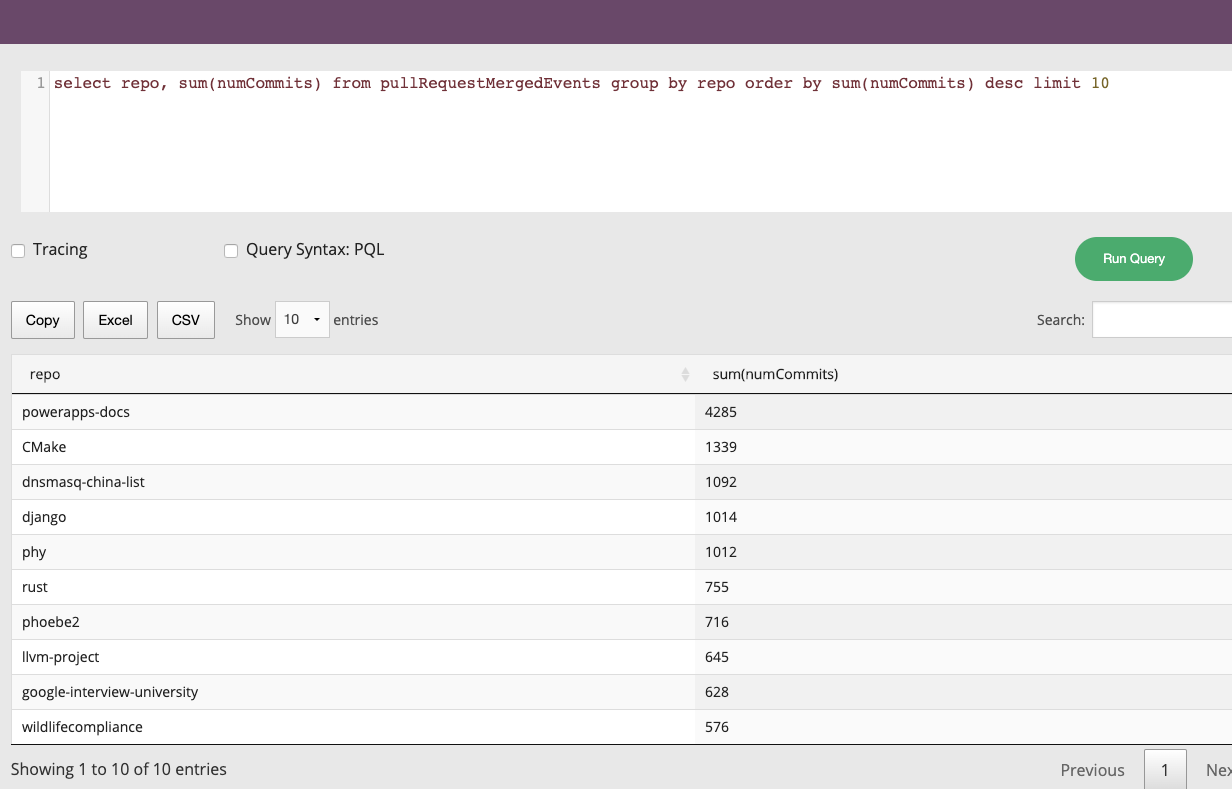 1 select repo, sum(numCommits) from pullRequestMergedEvents group by repo order by sum(numCommits) desc limit 10
Tracing Query Syntax: PQL Run Query
Copy Excel CSV Show 10 entries Search:
repo sum(numCommits)
powerapps-docs 4285
CMake 1339
dnsmasq-china-list 1092
django 1014
phy 1012
rust 755
phoebe2 716
llvm-project 645
google-interview-university 628
wildlifecompliance 576
Showing 1 to 10 of 10 entries Previous 1 Nex